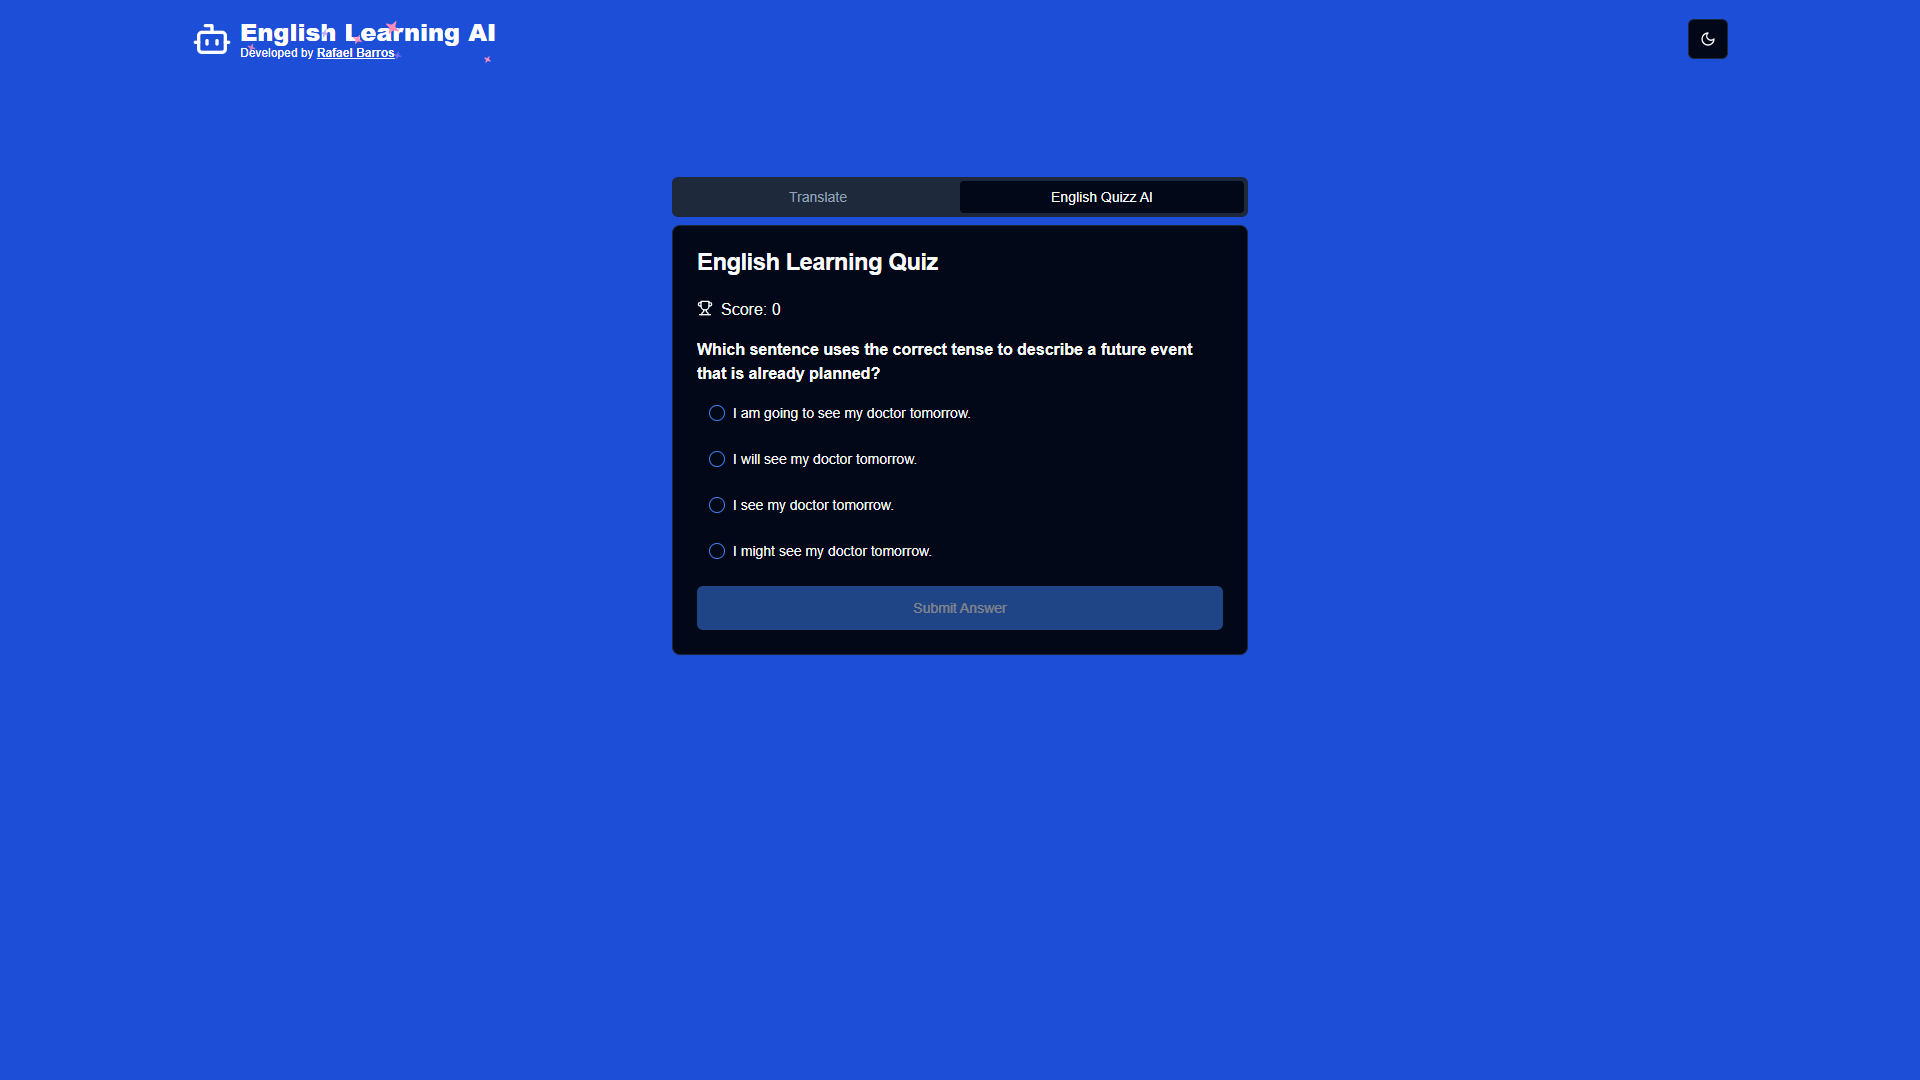 English Learning AI
Developed by Rafael Barros
Translate
English Quizz AI
English Learning Quiz
Score: 0
Which sentence uses the correct tense to describe a future event
that is already planned?
I am going to see my doctor tomorrow.
I will see my doctor tomorrow.
I see my doctor tomorrow.
I might see my doctor tomorrow.
Submit Answer